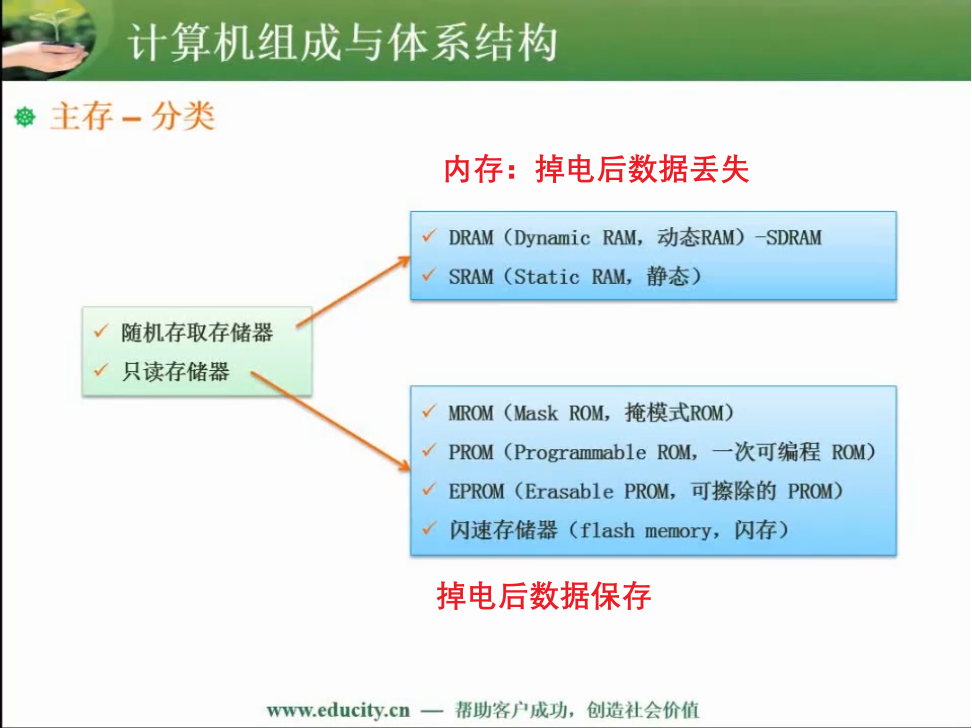 计算机组成与体系结构
主存 – 分类
内存：掉电后数据丢失
DRAM（Dynamic RAM，动态RAM）-SDRAM
SRAM（Static RAM，静态）
随机存取存储器
只读存储器
MROM（Mask ROM，掩模式ROM）
PROM（Programmable ROM，一次可编程 ROM）
EPROM（Erasable PROM，可擦除的 PROM）
闪速存储器（flash memory，闪存）
掉电后数据保存
www.educity.cn — 帮助客户成功，创造社会价值